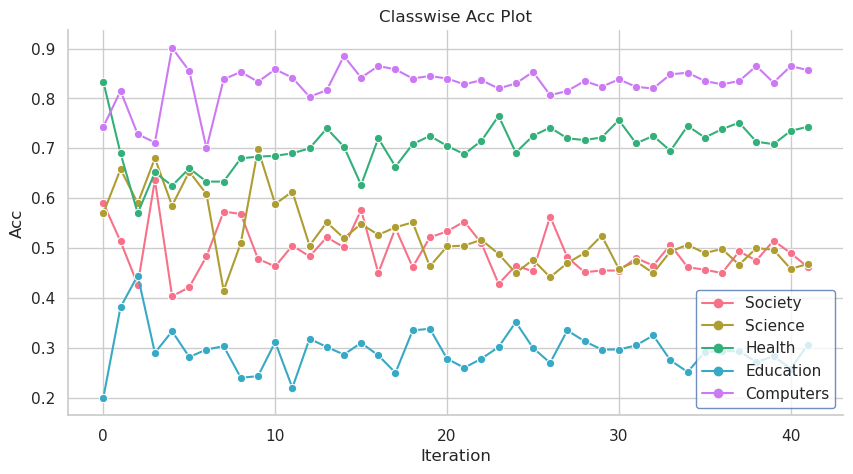 Classwise Acc Plot
Acc
0.9
0.8
0.7
0.6
0.5
0.4
0.3
0.2
Society
Science
Health
Education
Computers
0 10 20 30 40
Iteration